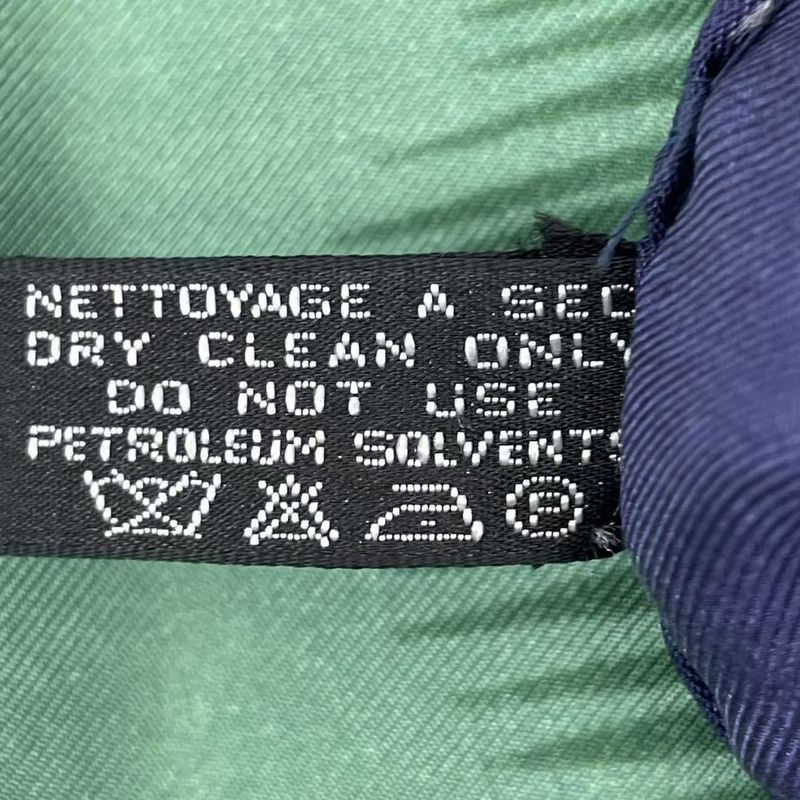 NETTOYAGE A SEC
DRY CLEAN ONLY
DO NOT USE
PETROLEUM SOLVENTS
P